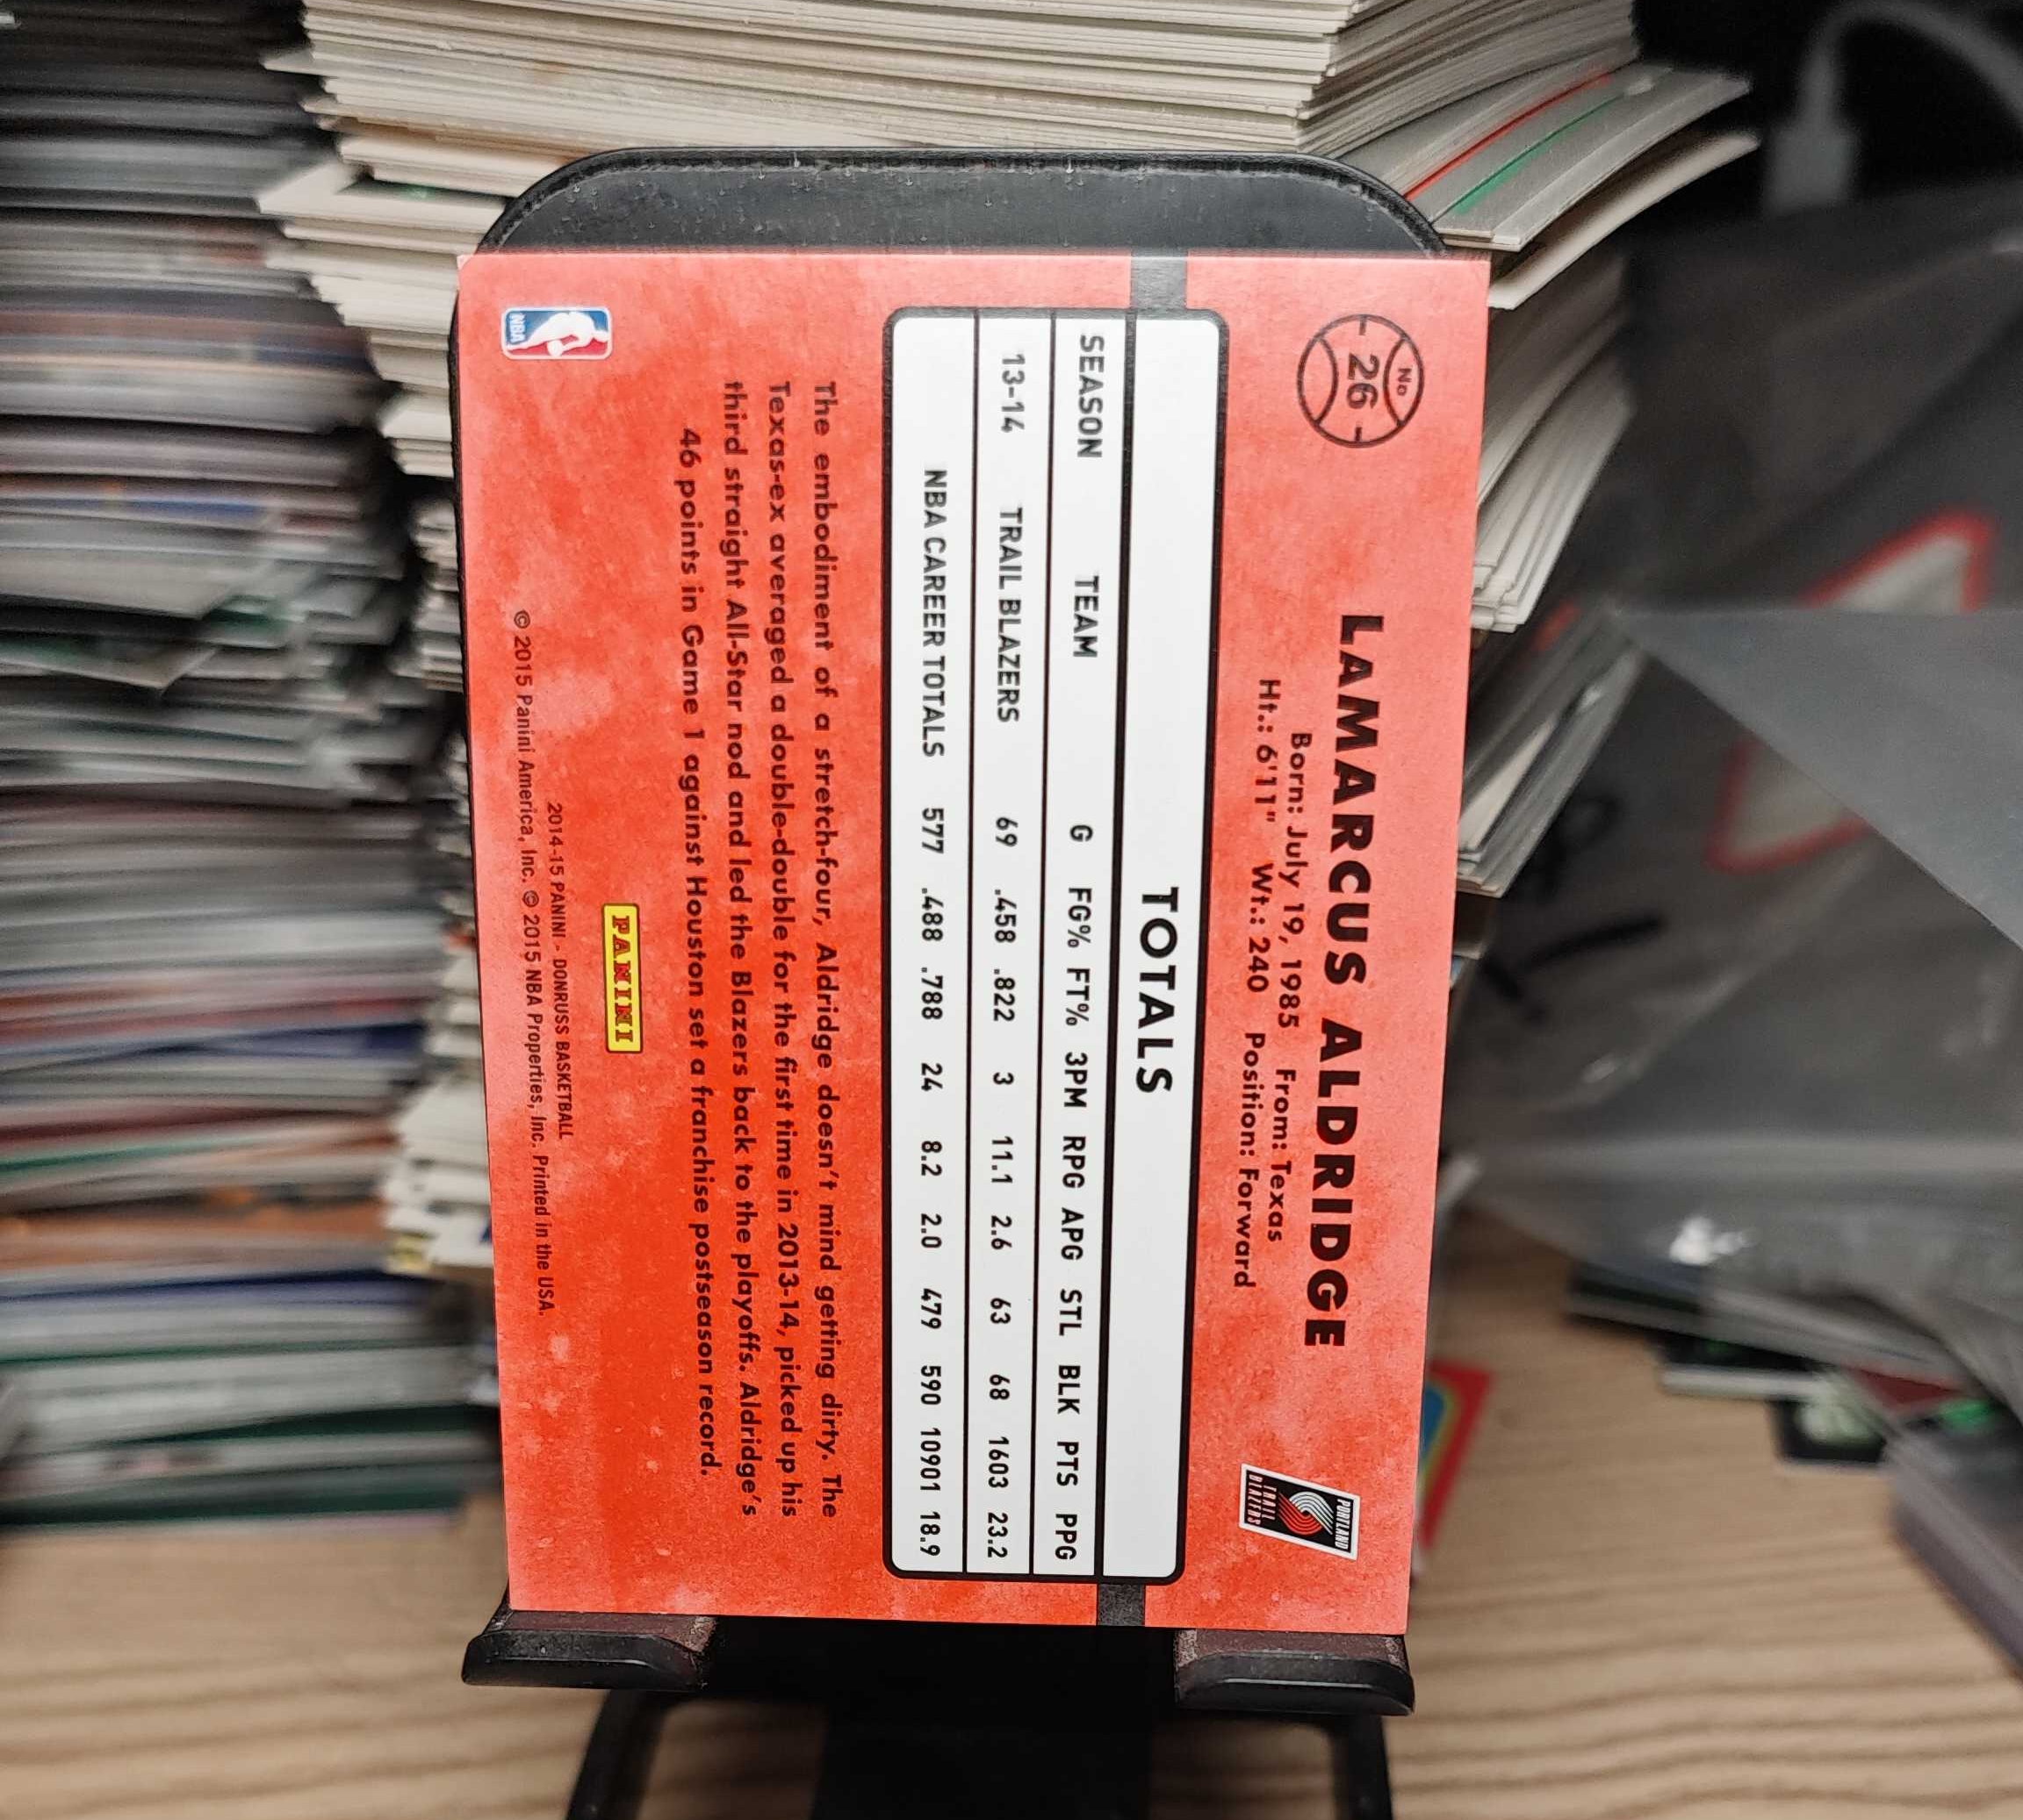 No
26
LAMARCUS ALDRIDGE
Born: July 19, 1985 From: Texas
Ht.: 6'11" Wt.: 240 Position: Forward
PORTLAND
TRAIL
BLAZERS
TOTALS
SEASON TEAM G FG% FT% 3PM RPG APG STL BLK PTS PPG
13-14 TRAIL BLAZERS 69 .458 .822 3 11.1 2.6 63 68 1603 23.2
NBA CAREER TOTALS 577 .488 .788 24 8.2 2.0 479 590 10901 18.9
The embodiment of a stretch-four, Aldridge doesn't mind getting dirty. The
Texas-ex averaged a double-double for the first time in 2013-14, picked up his
third straight All-Star nod and led the Blazers back to the playoffs. Aldridge's
46 points in Game 1 against Houston set a franchise postseason record.
NBA
PANINI
2014-15 PANINI - DONRUSS BASKETBALL
© 2015 Panini America, Inc. © 2015 NBA Properties, Inc. Printed in the USA.